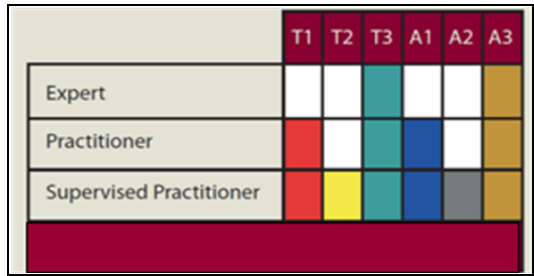 T1 T2 T3 A1 A2 A3
Expert
Practitioner
Supervised Practitioner